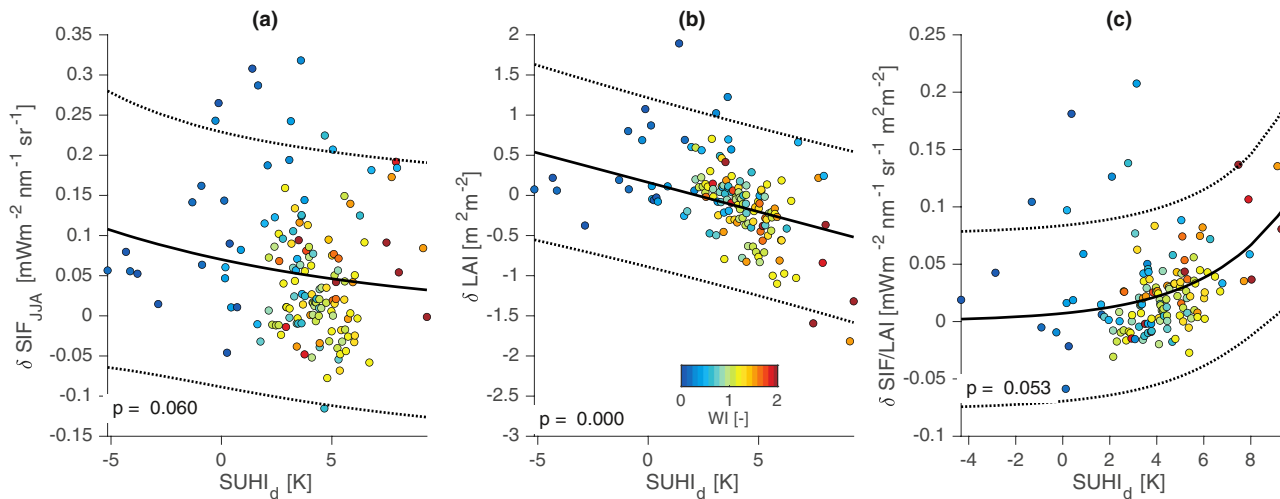 (a)
0.35
0.3
0.25
0.2
0.15
0.1
0.05
0
-0.05
-0.1
-0.15
δ SIF_JJA [mWm⁻² nm⁻¹ sr⁻¹]
p = 0.060
-5 0 5
SUHI_d [K]
(b)
2
1.5
1
0.5
0
-0.5
-1
-1.5
-2
-2.5
-3
δ LAI [m² m⁻²]
0 1 2
WI [-]
p = 0.000
-5 0 5
SUHI_d [K]
(c)
0.25
0.2
0.15
0.1
0.05
0
-0.05
-0.1
δ SIF/LAI [mWm⁻² nm⁻¹ sr⁻¹ m² m⁻²]
p = 0.053
-4 -2 0 2 4 6 8
SUHI_d [K]